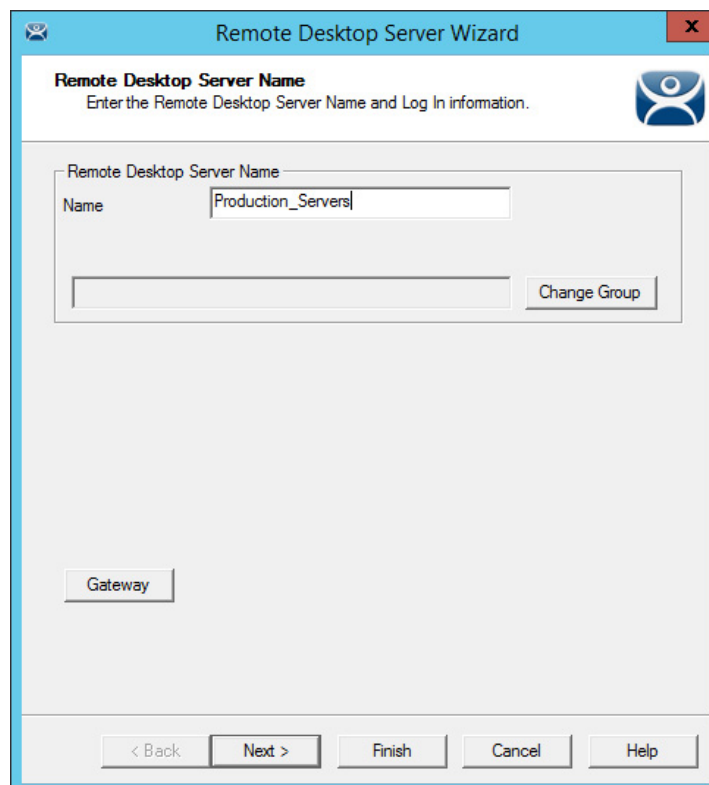 Remote Desktop Server Wizard
x
Remote Desktop Server Name
Enter the Remote Desktop Server Name and Log In information.
Remote Desktop Server Name
Name Production_Servers
Change Group
Gateway
< Back Next > Finish Cancel Help